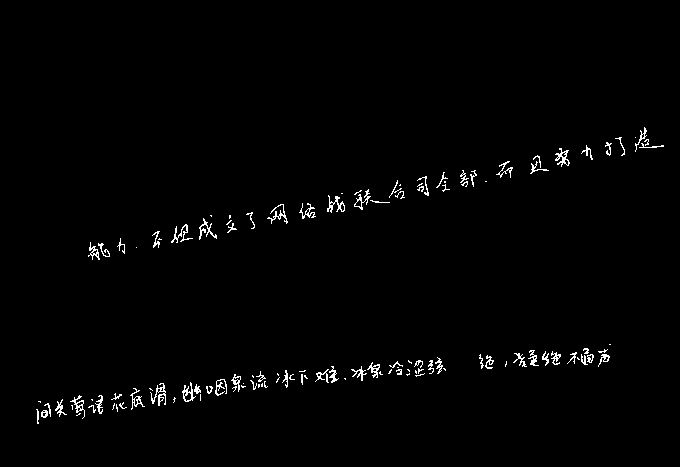 能力.不但成立了网络战联合司令部.而且努力打造
间关莺语花底滑,幽咽泉流冰下难.冰泉冷涩弦 绝,凝绝不通声